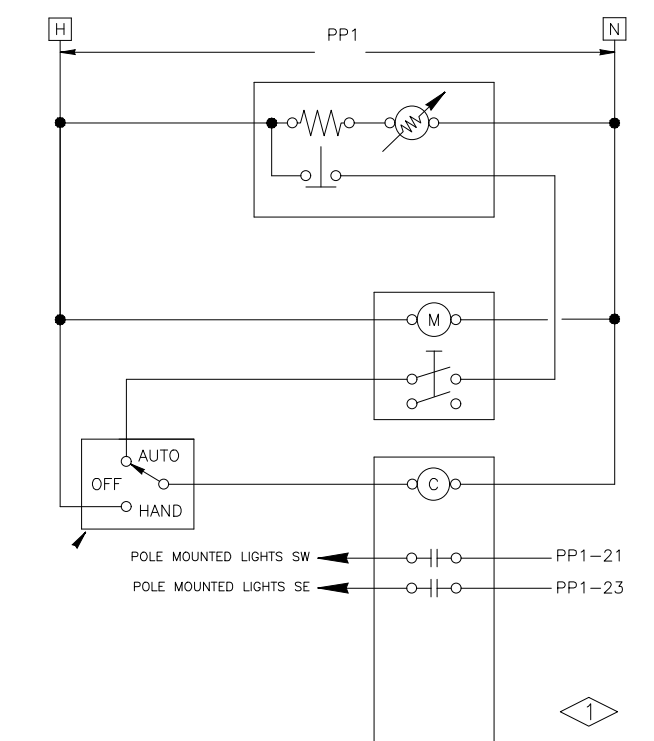 H
N
PP1
M
AUTO
OFF
HAND
C
POLE MOUNTED LIGHTS SW
PP1-21
POLE MOUNTED LIGHTS SE
PP1-23
1